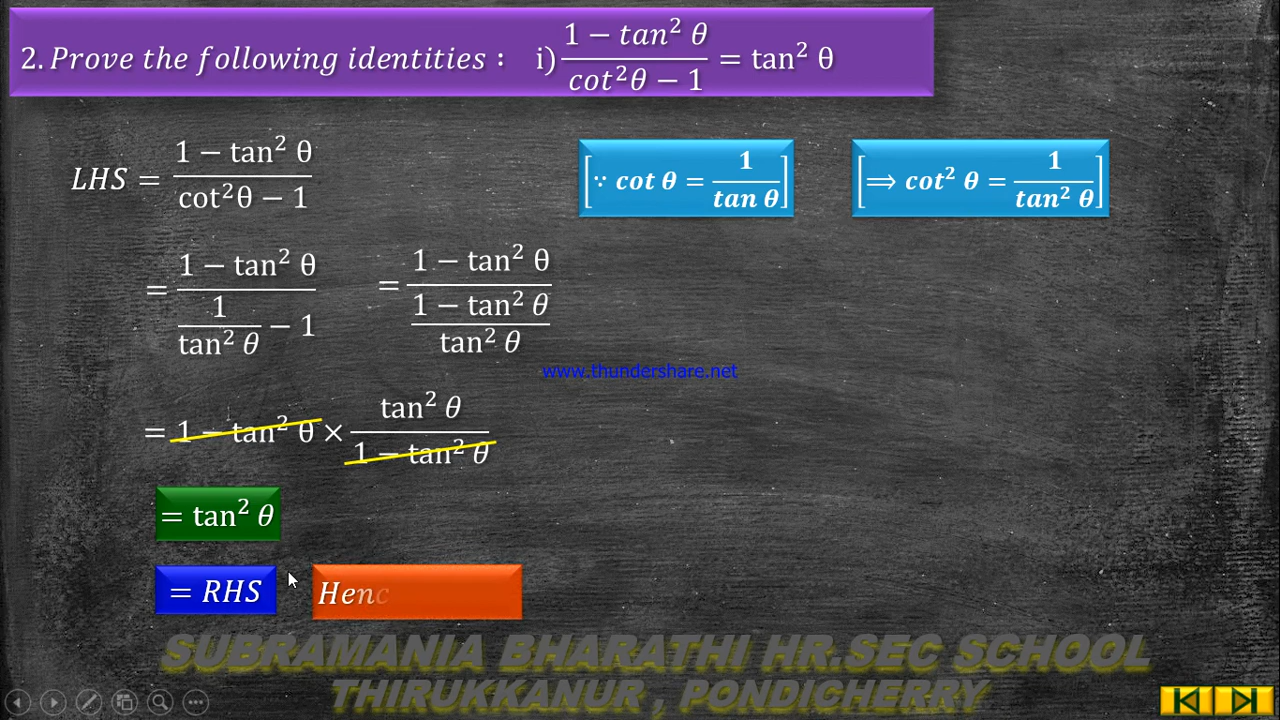 2. Prove the following identities : i) (1 − tan² θ)/(cot²θ − 1) = tan² θ
LHS = (1 − tan² θ)/(cot²θ − 1) [∵ cot θ = 1/tan θ] [⟹ cot² θ = 1/tan² θ]
= (1 − tan² θ)/(1/tan² θ − 1) = (1 − tan² θ)/((1 − tan² θ)/tan² θ)
www.thundershare.net
= 1 − tan² θ × tan² θ/(1 − tan² θ)
= tan² θ
= RHS Henc
SUBRAMANIA BHARATHI HR.SEC SCHOOL
THIRUKKANUR , PONDICHERRY